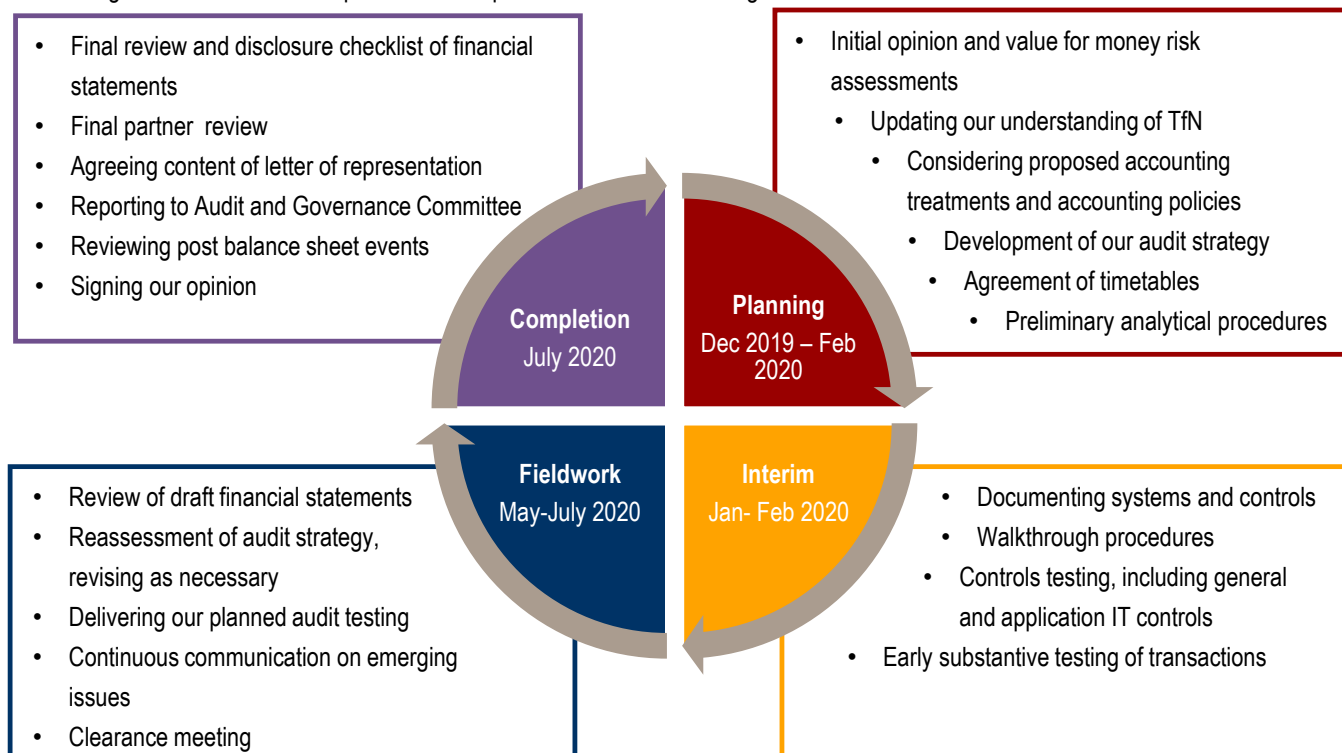 • Final review and disclosure checklist of financial
statements
• Final partner review
• Agreeing content of letter of representation
• Reporting to Audit and Governance Committee
• Reviewing post balance sheet events
• Signing our opinion
• Initial opinion and value for money risk
assessments
• Updating our understanding of TfN
• Considering proposed accounting
treatments and accounting policies
• Development of our audit strategy
• Agreement of timetables
• Preliminary analytical procedures
Completion
July 2020
Planning
Dec 2019 – Feb
2020
Fieldwork
May-July 2020
Interim
Jan- Feb 2020
• Review of draft financial statements
• Reassessment of audit strategy,
revising as necessary
• Delivering our planned audit testing
• Continuous communication on emerging
issues
• Clearance meeting
• Documenting systems and controls
• Walkthrough procedures
• Controls testing, including general
and application IT controls
• Early substantive testing of transactions